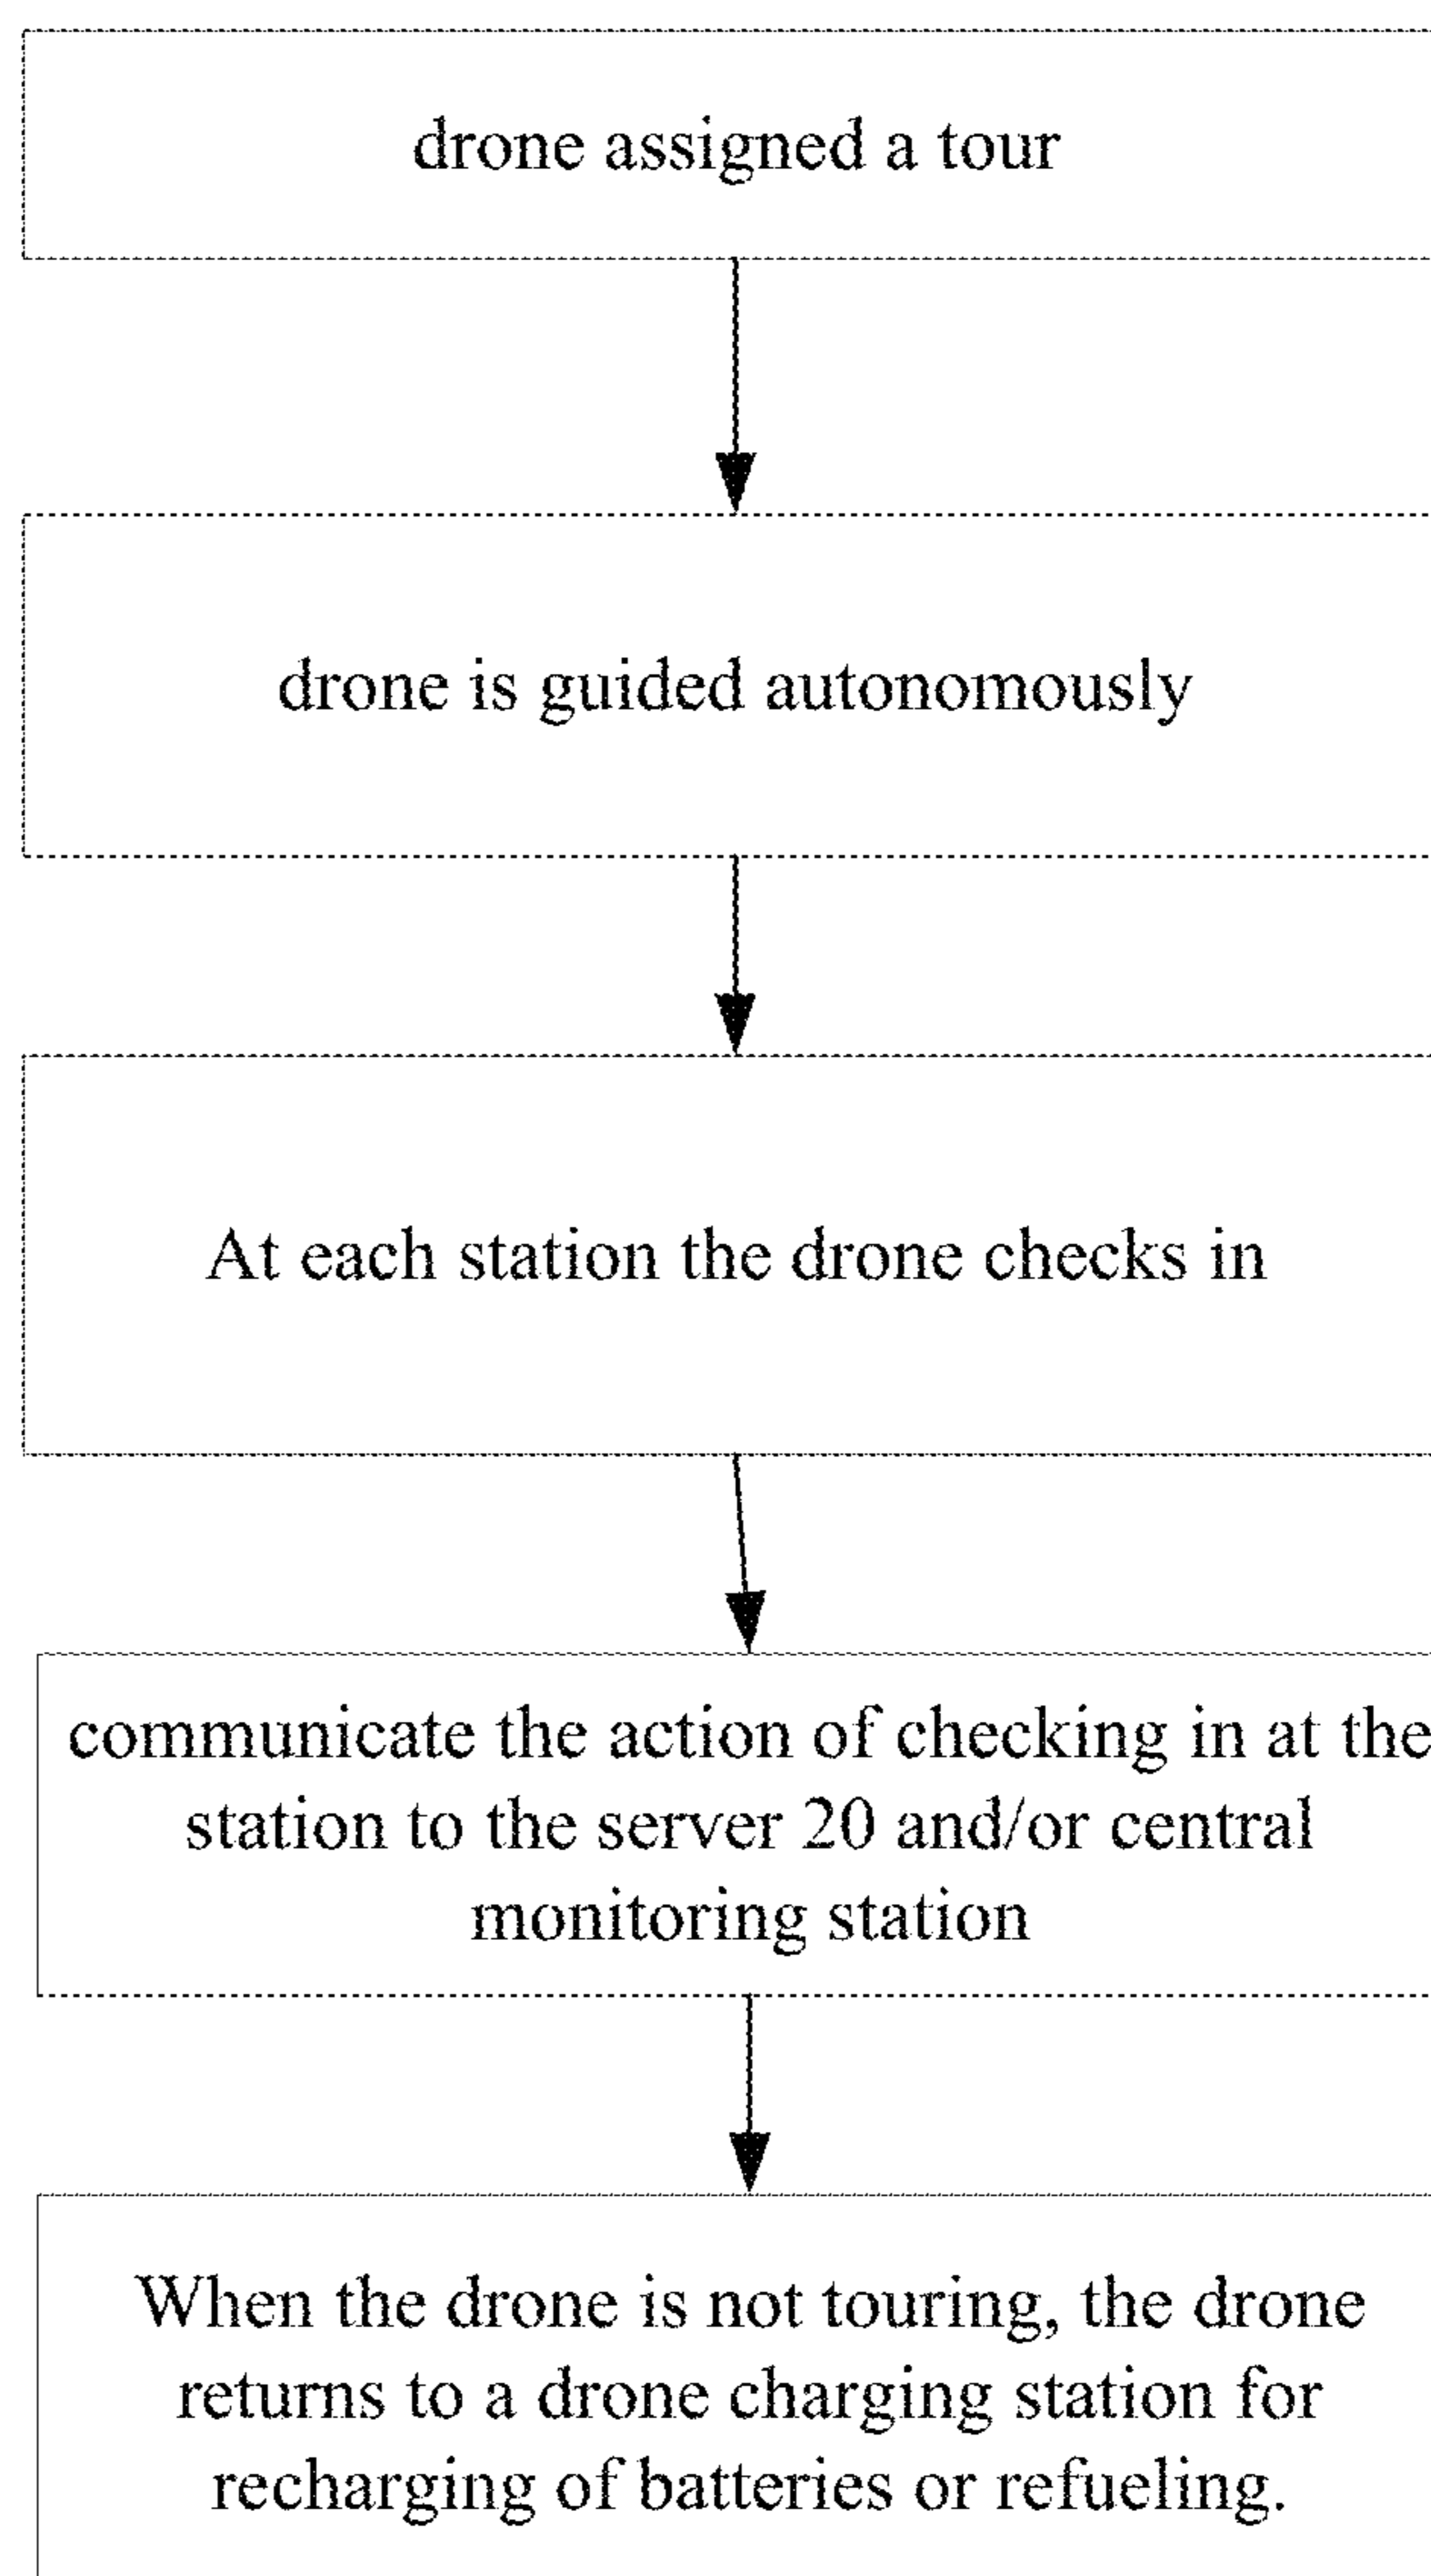 drone assigned a tour
drone is guided autonomously
At each station the drone checks in
communicate the action of checking in at the
station to the server 20 and/or central
monitoring station
When the drone is not touring, the drone
returns to a drone charging station for
recharging of batteries or refueling.